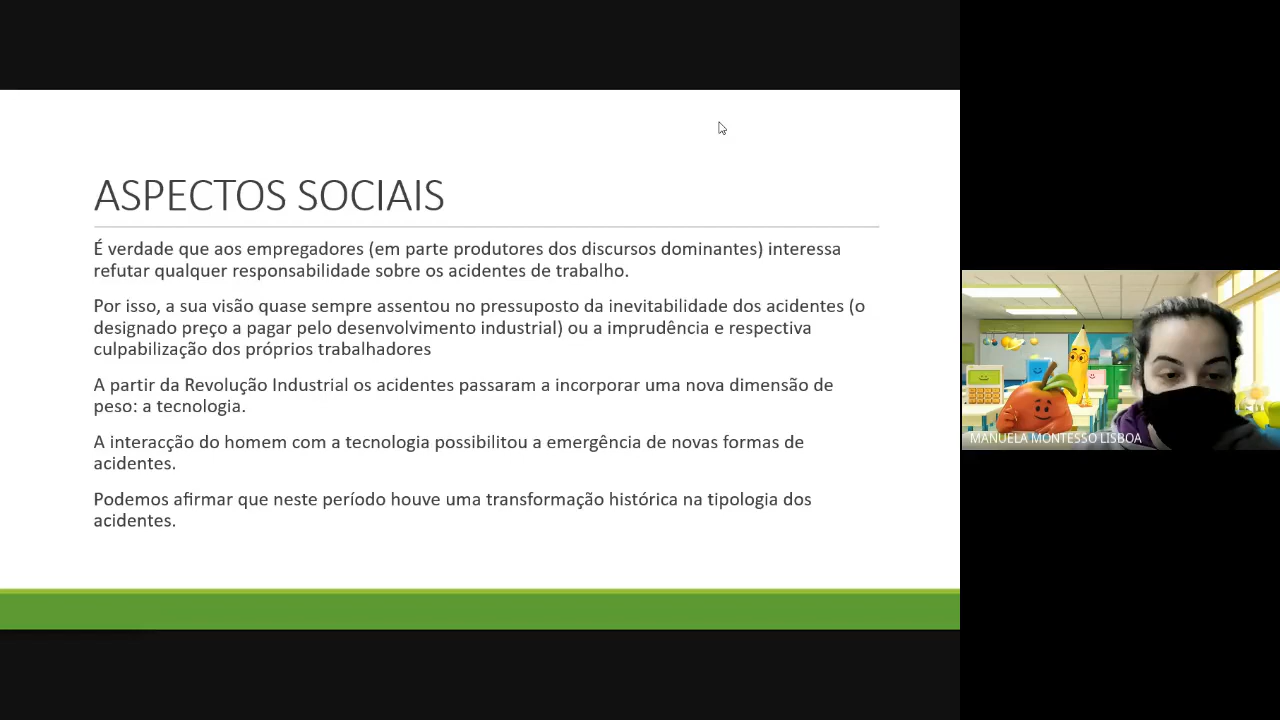 ASPECTOS SOCIAIS
É verdade que aos empregadores (em parte produtores dos discursos dominantes) interessa
refutar qualquer responsabilidade sobre os acidentes de trabalho.
Por isso, a sua visão quase sempre assentou no pressuposto da inevitabilidade dos acidentes (o
designado preço a pagar pelo desenvolvimento industrial) ou a imprudência e respectiva
culpabilização dos próprios trabalhadores
A partir da Revolução Industrial os acidentes passaram a incorporar uma nova dimensão de
peso: a tecnologia.
A interacção do homem com a tecnologia possibilitou a emergência de novas formas de
acidentes.
Podemos afirmar que neste período houve uma transformação histórica na tipologia dos
acidentes.
MANUELA MONTESSO LISBOA